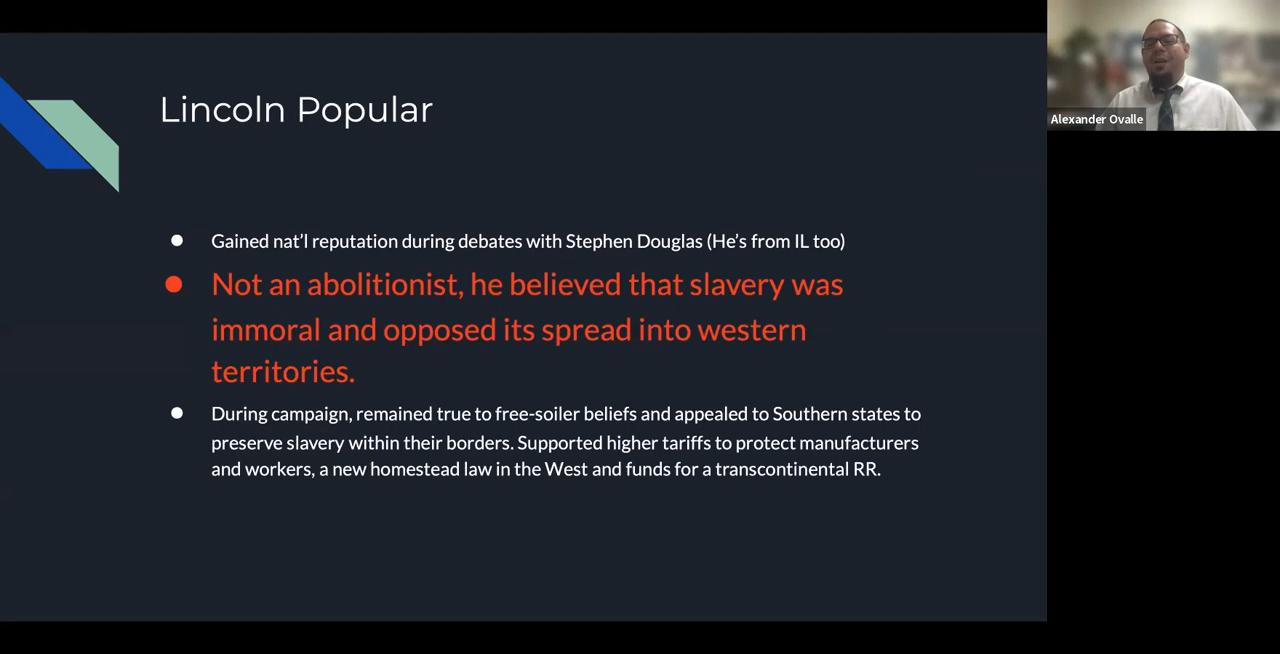 Lincoln Popular
Gained nat'l reputation during debates with Stephen Douglas (He's from IL too)
Not an abolitionist, he believed that slavery was
immoral and opposed its spread into western
territories.
During campaign, remained true to free-soiler beliefs and appealed to Southern states to
preserve slavery within their borders. Supported higher tariffs to protect manufacturers
and workers, a new homestead law in the West and funds for a transcontinental RR.
Alexander Ovalle